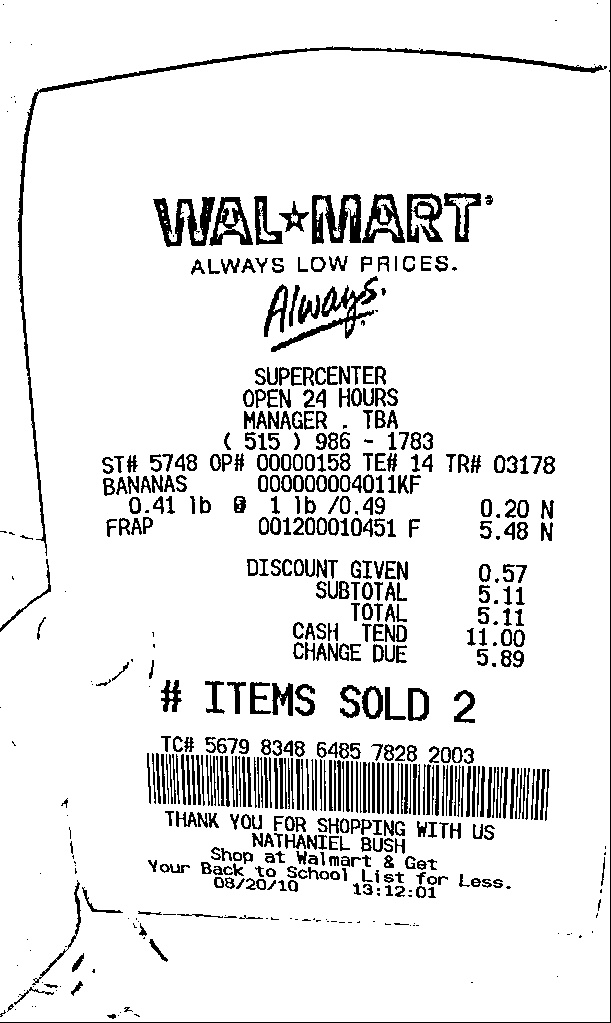 WAL★MART®
ALWAYS LOW PRICES.
Always.
SUPERCENTER
OPEN 24 HOURS
MANAGER . TBA
( 515 ) 986 - 1783
ST# 5748 OP# 00000158 TE# 14 TR# 03178
BANANAS 000000004011KF
0.41 lb @ 1 lb /0.49 0.20 N
FRAP 001200010451 F 5.48 N
DISCOUNT GIVEN 0.57
SUBTOTAL 5.11
TOTAL 5.11
CASH TEND 11.00
CHANGE DUE 5.89
# ITEMS SOLD 2
TC# 5679 8348 6485 7828 2003
THANK YOU FOR SHOPPING WITH US
NATHANIEL BUSH
Shop at Walmart & Get
Your Back to School List for Less.
08/20/10 13:12:01